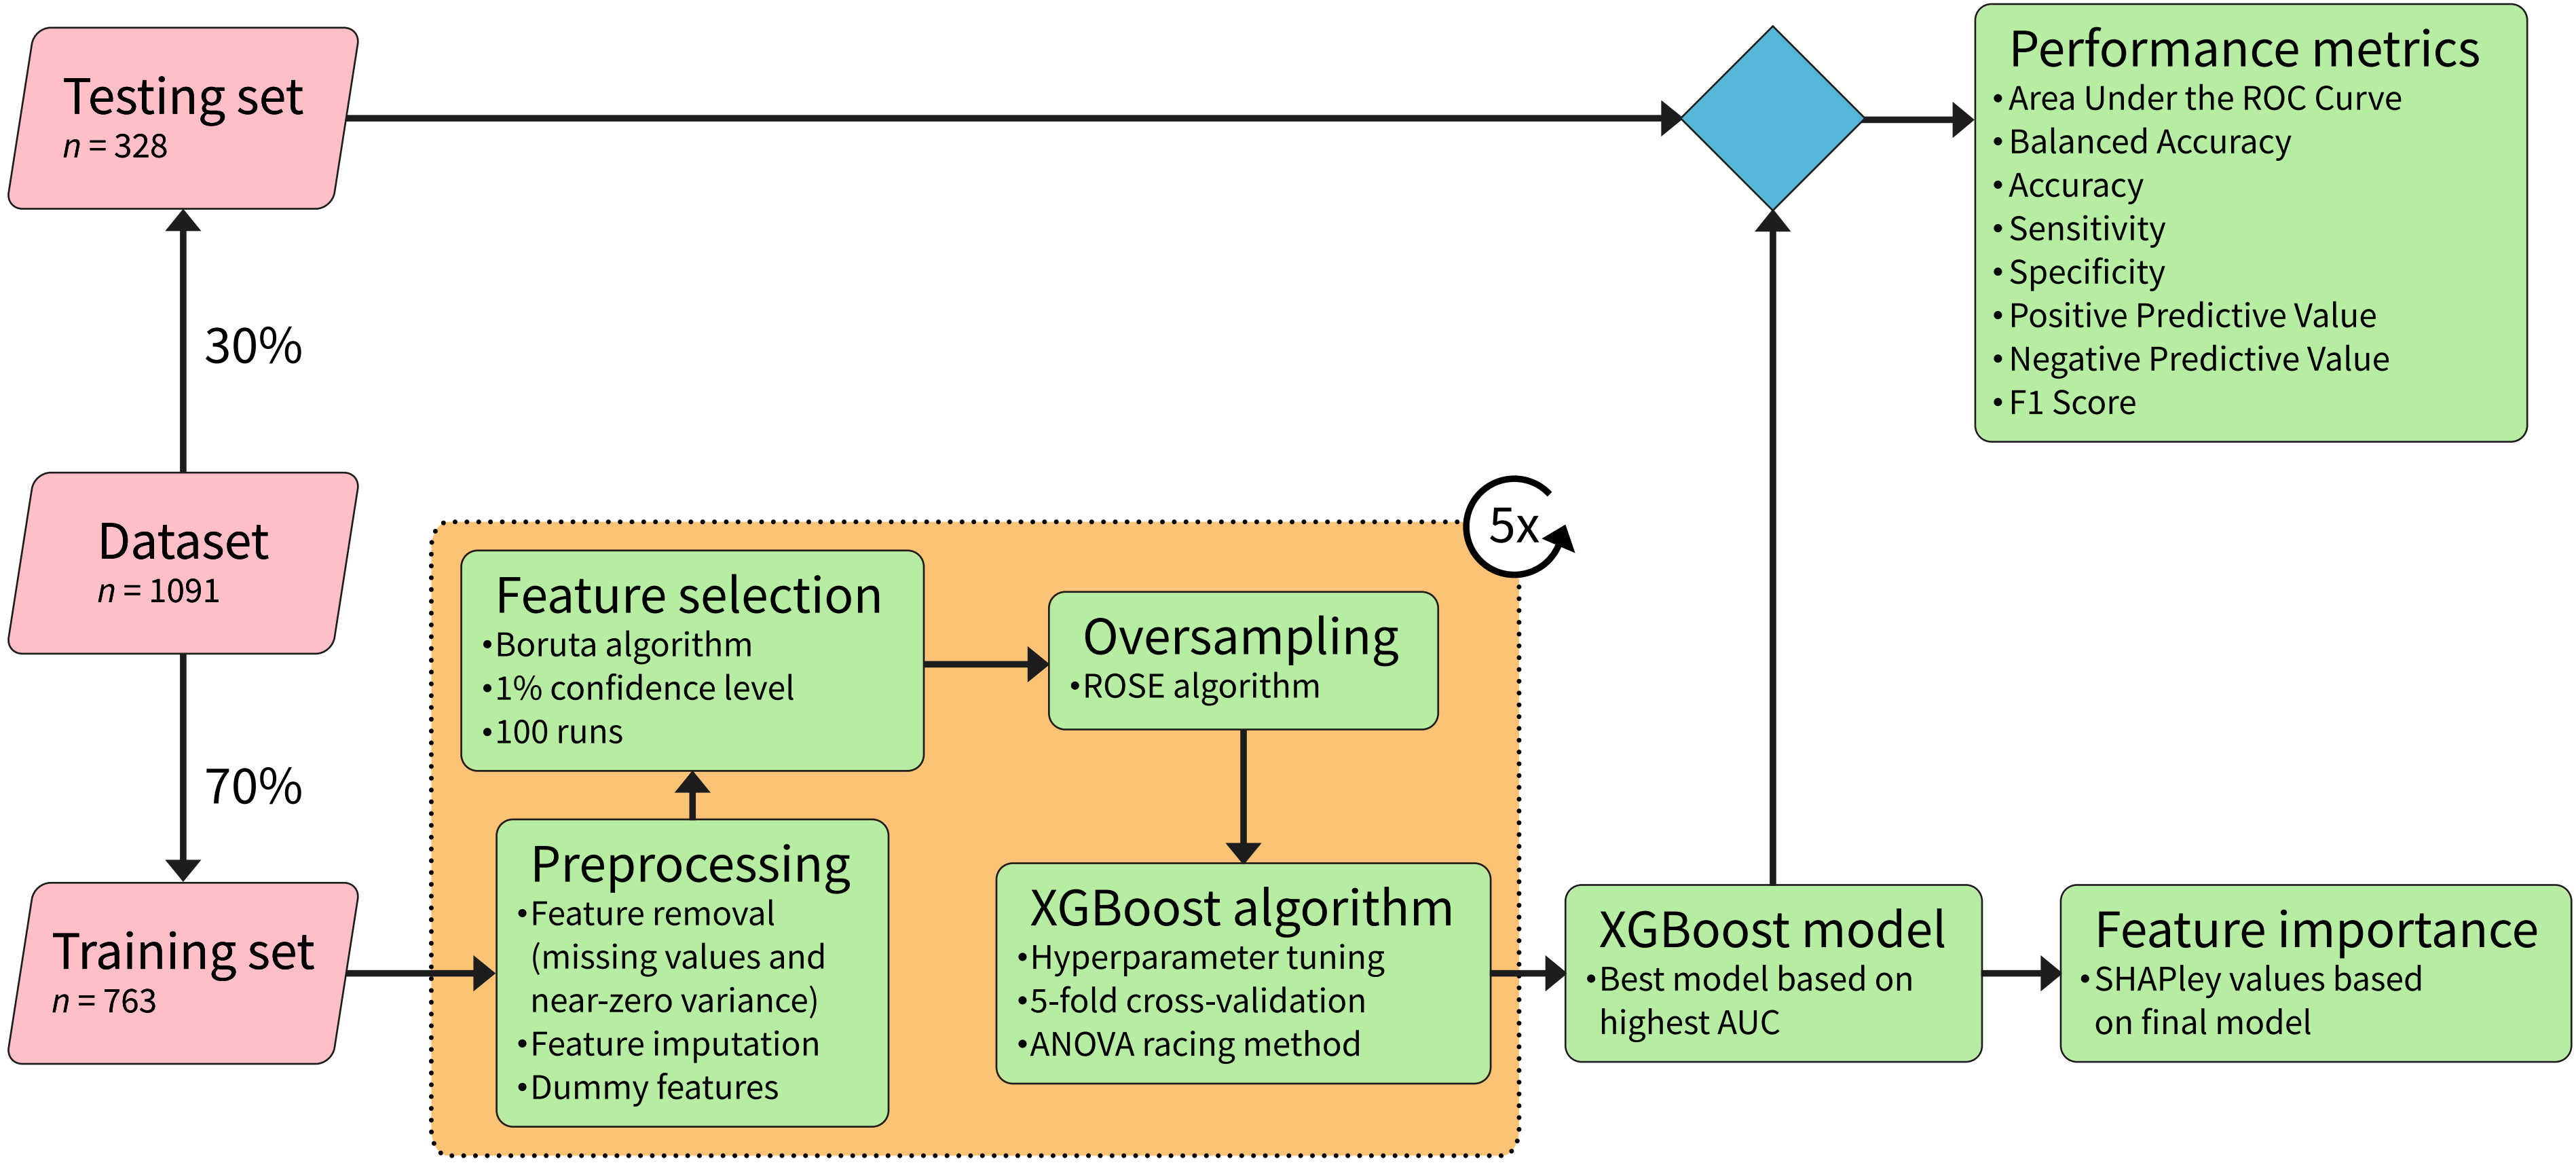 Testing set
n = 328
30%
Dataset
n = 1091
70%
Training set
n = 763
5x
Feature selection
•Boruta algorithm
•1% confidence level
•100 runs
Oversampling
•ROSE algorithm
Preprocessing
•Feature removal
(missing values and
near-zero variance)
•Feature imputation
•Dummy features
XGBoost algorithm
•Hyperparameter tuning
•5-fold cross-validation
•ANOVA racing method
XGBoost model
•Best model based on
highest AUC
Feature importance
•SHAPley values based
on final model
Performance metrics
•Area Under the ROC Curve
•Balanced Accuracy
•Accuracy
•Sensitivity
•Specificity
•Positive Predictive Value
•Negative Predictive Value
•F1 Score